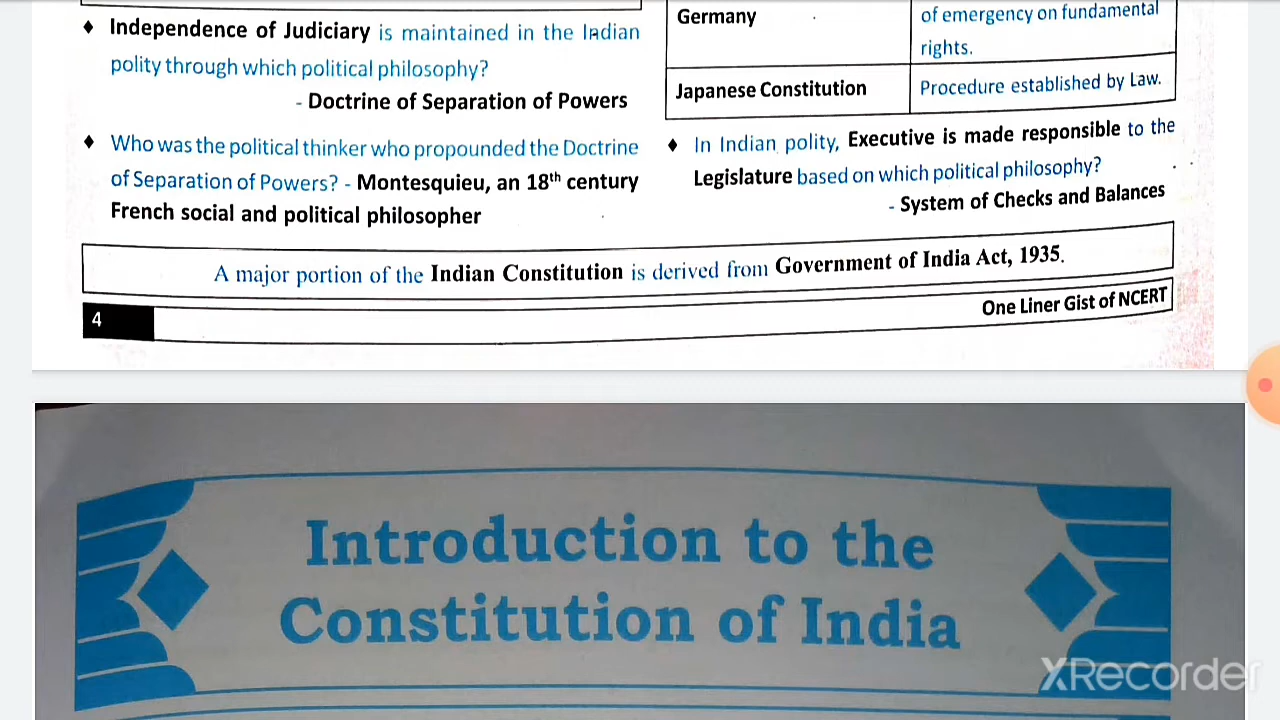 ♦ Independence of Judiciary is maintained in the Indian
polity through which political philosophy?
- Doctrine of Separation of Powers
♦ Who was the political thinker who propounded the Doctrine
of Separation of Powers? - Montesquieu, an 18th century
French social and political philosopher
Germany
of emergency on fundamental
rights.
Japanese Constitution
Procedure established by Law.
♦ In Indian polity, Executive is made responsible to the
Legislature based on which political philosophy?
- System of Checks and Balances
A major portion of the Indian Constitution is derived from Government of India Act, 1935.
4
One Liner Gist of NCERT
Introduction to the
Constitution of India
XRecorder